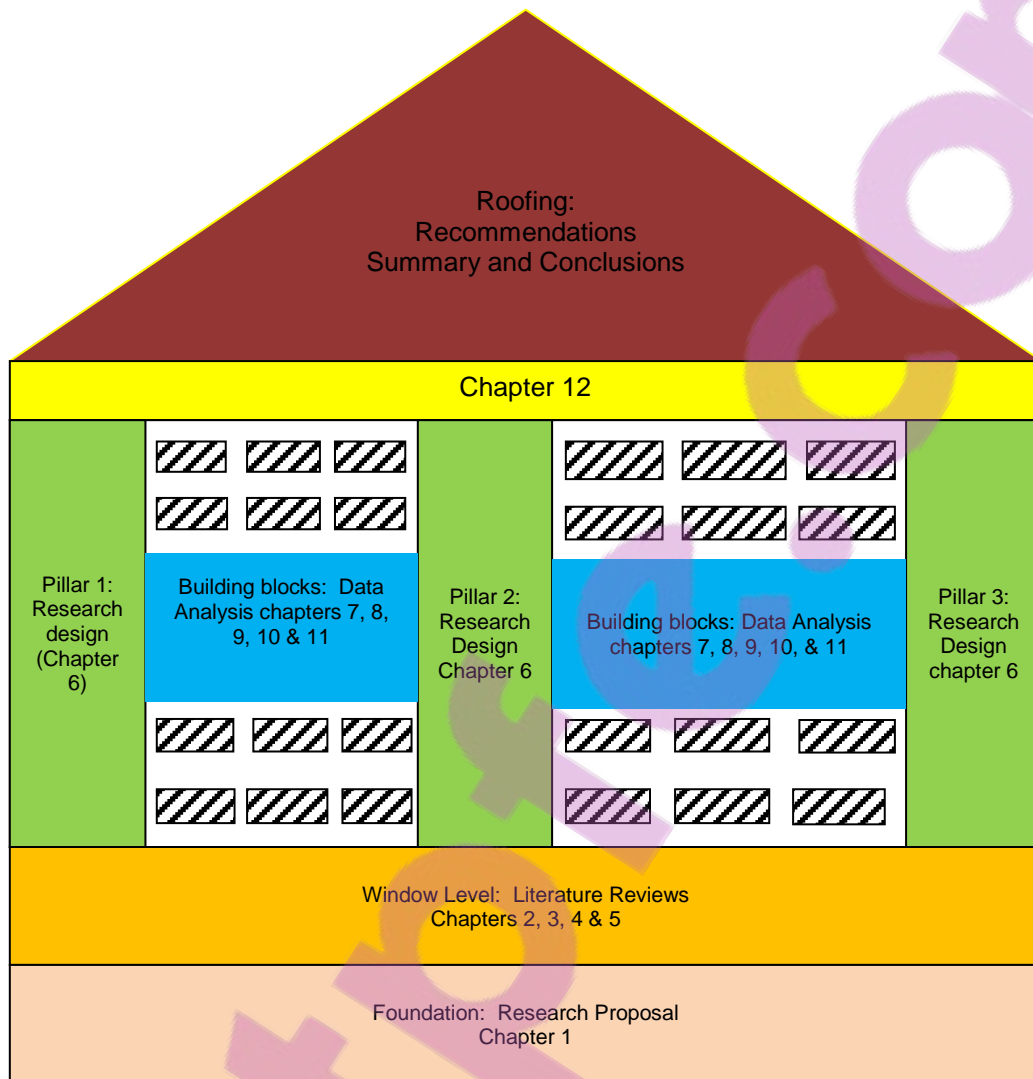 Roofing:
Recommendations
Summary and Conclusions
Chapter 12
Pillar 1:
Research
design
(Chapter
6)
Building blocks: Data
Analysis chapters 7, 8,
9, 10 & 11
Pillar 2:
Research
Design
Chapter 6
Building blocks: Data Analysis
chapters 7, 8, 9, 10, & 11
Pillar 3:
Research
Design
chapter 6
Window Level: Literature Reviews
Chapters 2, 3, 4 & 5
Foundation: Research Proposal
Chapter 1
tpfe.com